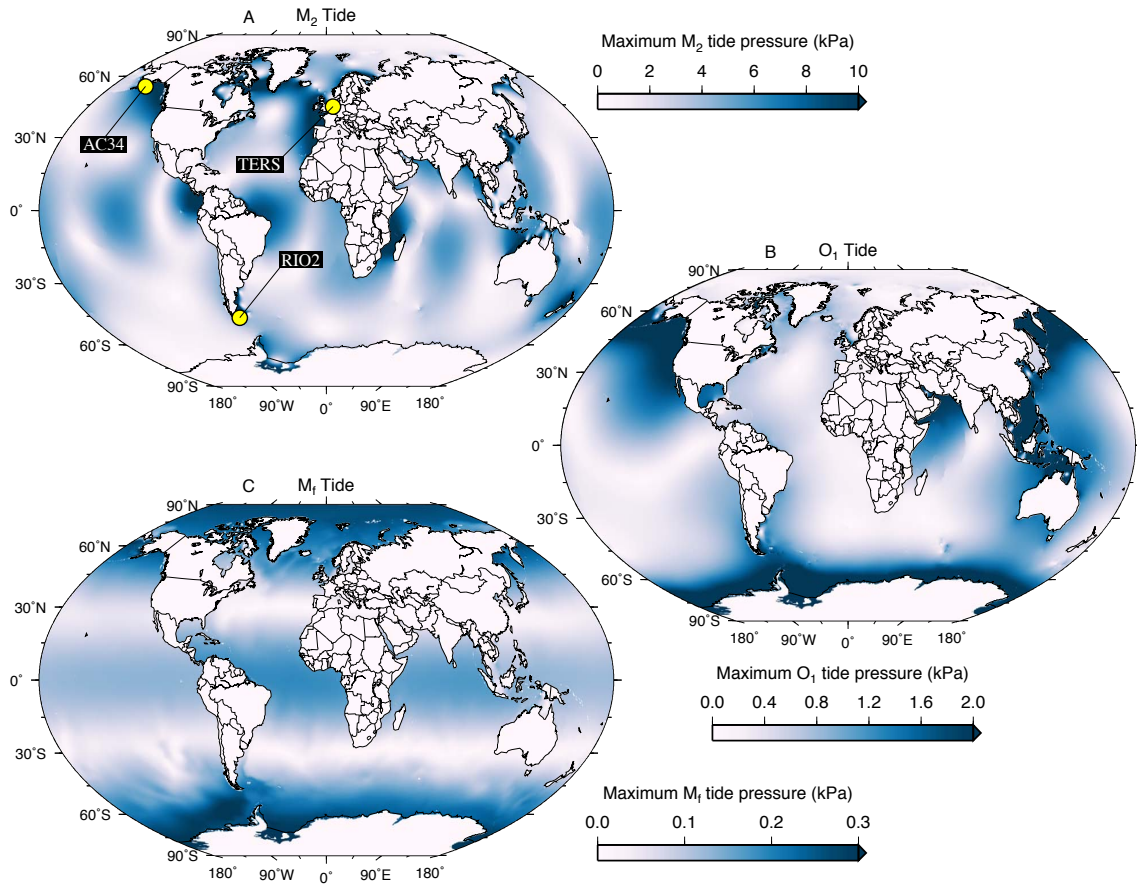 A M₂ Tide
90°N
60°N
30°N
0°
30°S
60°S
90°S
180° 90°W 0° 90°E 180°
AC34
TERS
RIO2
Maximum M₂ tide pressure (kPa)
0 2 4 6 8 10
B O₁ Tide
90°N
60°N
30°N
0°
30°S
60°S
90°S
180° 90°W 0° 90°E 180°
Maximum O₁ tide pressure (kPa)
0.0 0.4 0.8 1.2 1.6 2.0
C M_f Tide
90°N
60°N
30°N
0°
30°S
60°S
90°S
180° 90°W 0° 90°E 180°
Maximum M_f tide pressure (kPa)
0.0 0.1 0.2 0.3